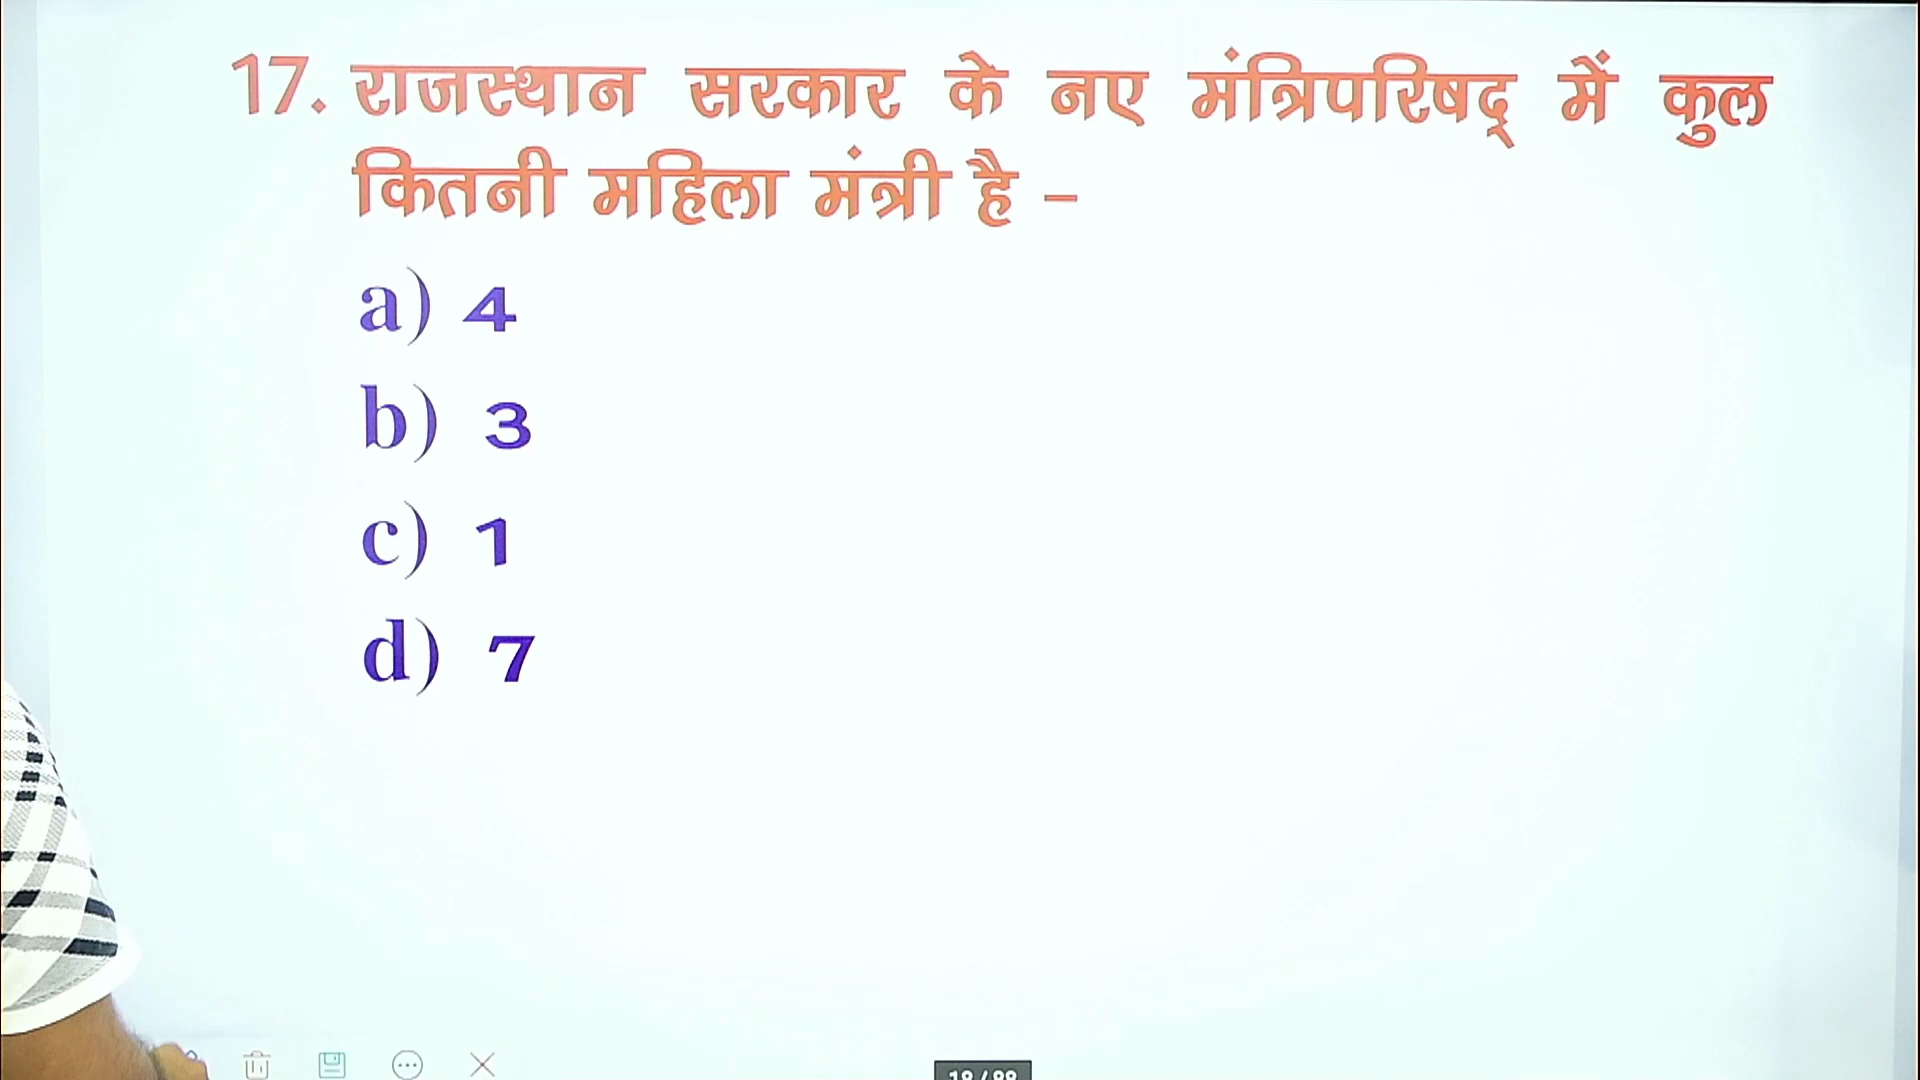 17. राजस्थान सरकार के नए मंत्रिपरिषद् में कुल
कितनी महिला मंत्री है –
a) 4
b) 3
c) 1
d) 7